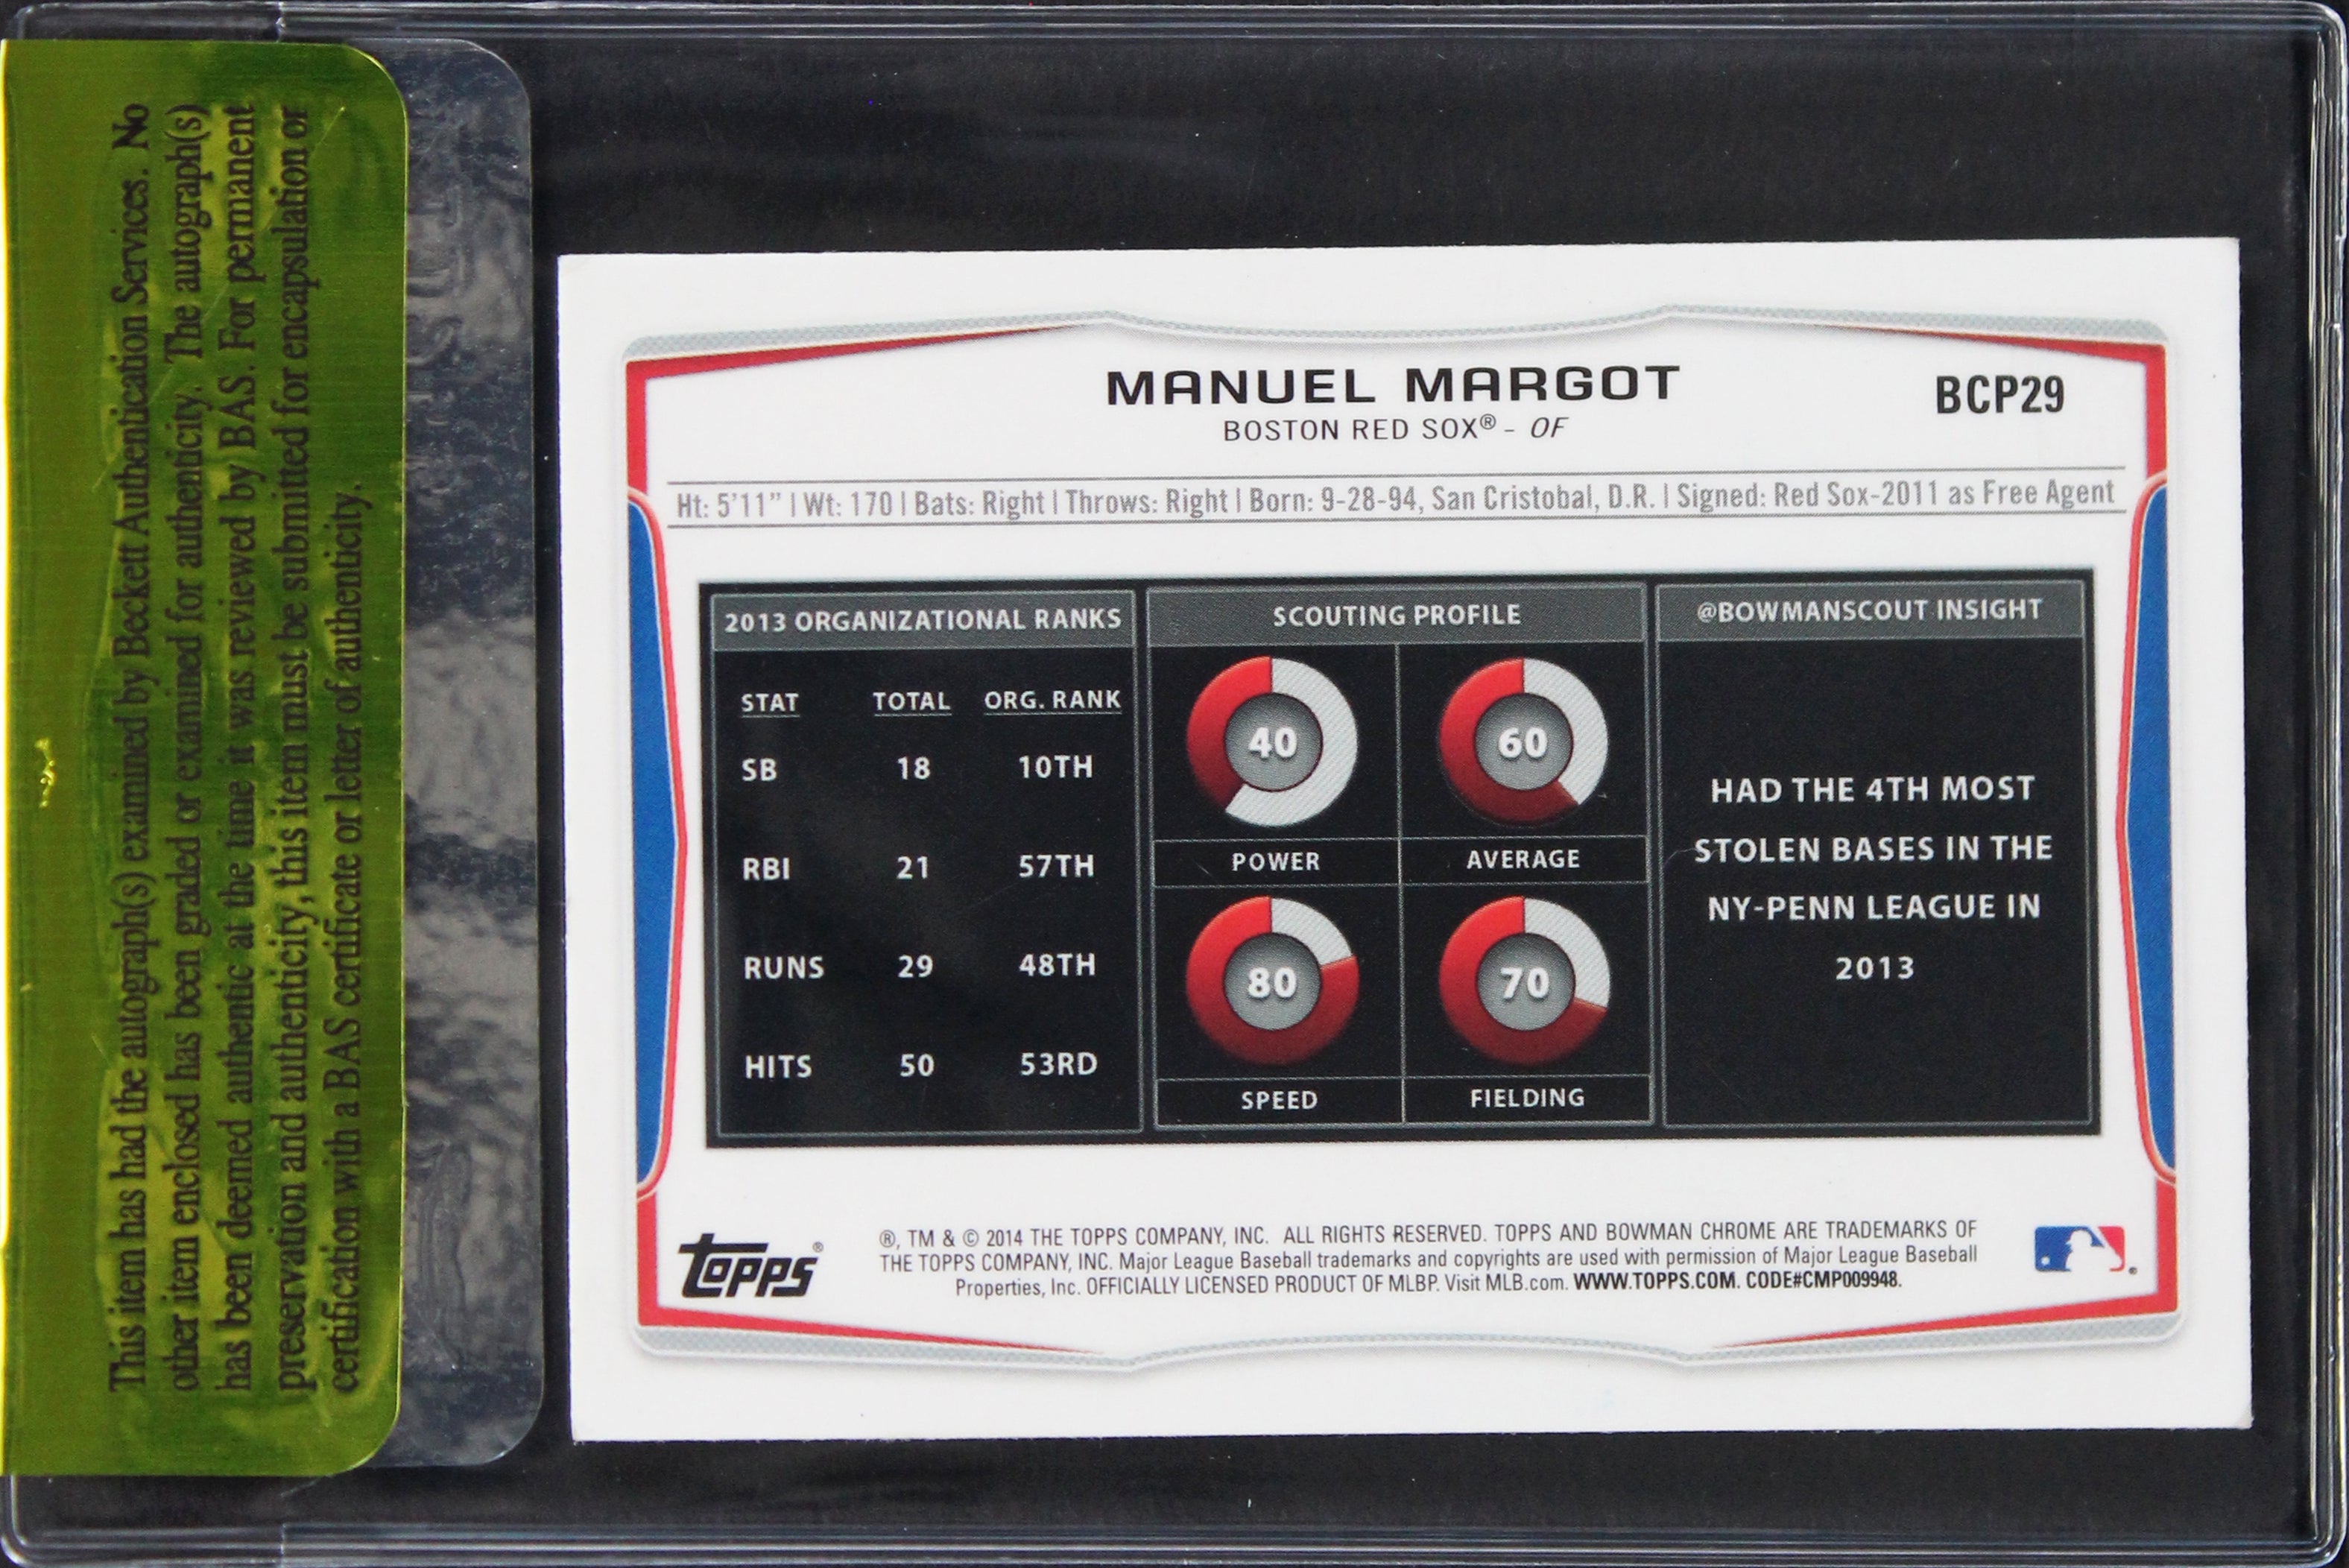 This item has had the autograph(s) examined by Beckett Authentication Services. No
other item enclosed has been graded or examined for authenticity. The autograph(s)
has been deemed authentic at the time it was reviewed by BAS. For permanent
preservation and authenticity, this item must be submitted for encapsulation or
certification with a BAS certificate or letter of authenticity.
MANUEL MARGOT
BCP29
BOSTON RED SOX® - OF
Ht: 5'11" | Wt: 170 | Bats: Right | Throws: Right | Born: 9-28-94, San Cristobal, D.R. | Signed: Red Sox-2011 as Free Agent
2013 ORGANIZATIONAL RANKS
STAT TOTAL ORG. RANK
SB 18 10TH
RBI 21 57TH
RUNS 29 48TH
HITS 50 53RD
SCOUTING PROFILE
40 60
POWER AVERAGE
80 70
SPEED FIELDING
@BOWMANSCOUT INSIGHT
HAD THE 4TH MOST
STOLEN BASES IN THE
NY-PENN LEAGUE IN
2013
topps®
®, TM & © 2014 THE TOPPS COMPANY, INC. ALL RIGHTS RESERVED. TOPPS AND BOWMAN CHROME ARE TRADEMARKS OF
THE TOPPS COMPANY, INC. Major League Baseball trademarks and copyrights are used with permission of Major League Baseball
Properties, Inc. OFFICIALLY LICENSED PRODUCT OF MLBP. Visit MLB.com. WWW.TOPPS.COM. CODE#CMP009948.